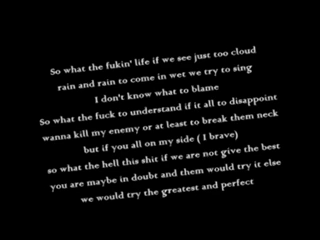 So what the fukin' life if we see just too cloud
rain and rain to come in wet we try to sing
I don't know what to blame
So what the fuck to understand if it all to disappoint
wanna kill my enemy or at least to break them neck
but if you all on my side ( I brave)
so what the hell this shit if we are not give the best
you are maybe in doubt and them would try it else
we would try the greatest and perfect